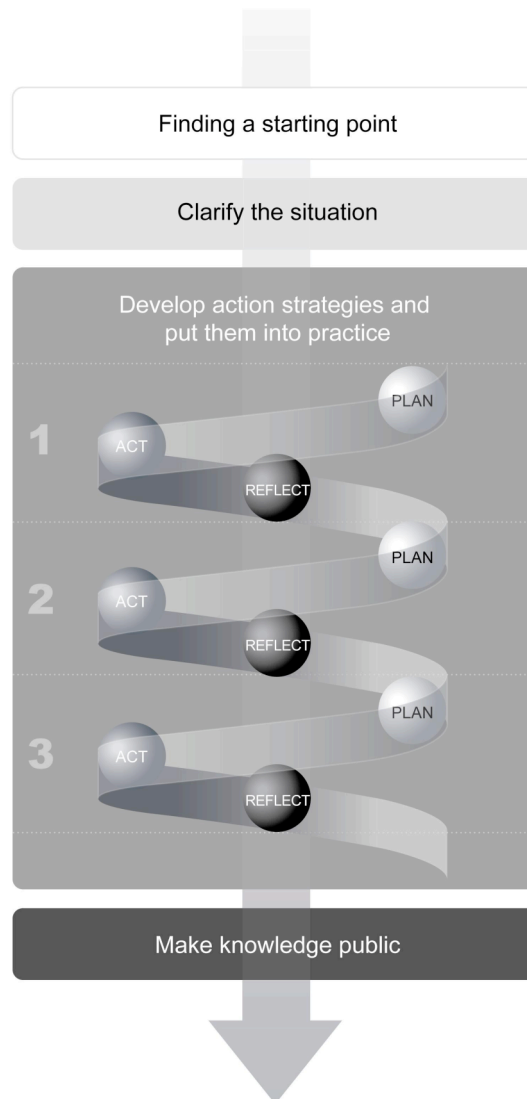 Finding a starting point
Clarify the situation
Develop action strategies and
put them into practice
PLAN
1
ACT
REFLECT
PLAN
2
ACT
REFLECT
PLAN
3
ACT
REFLECT
Make knowledge public